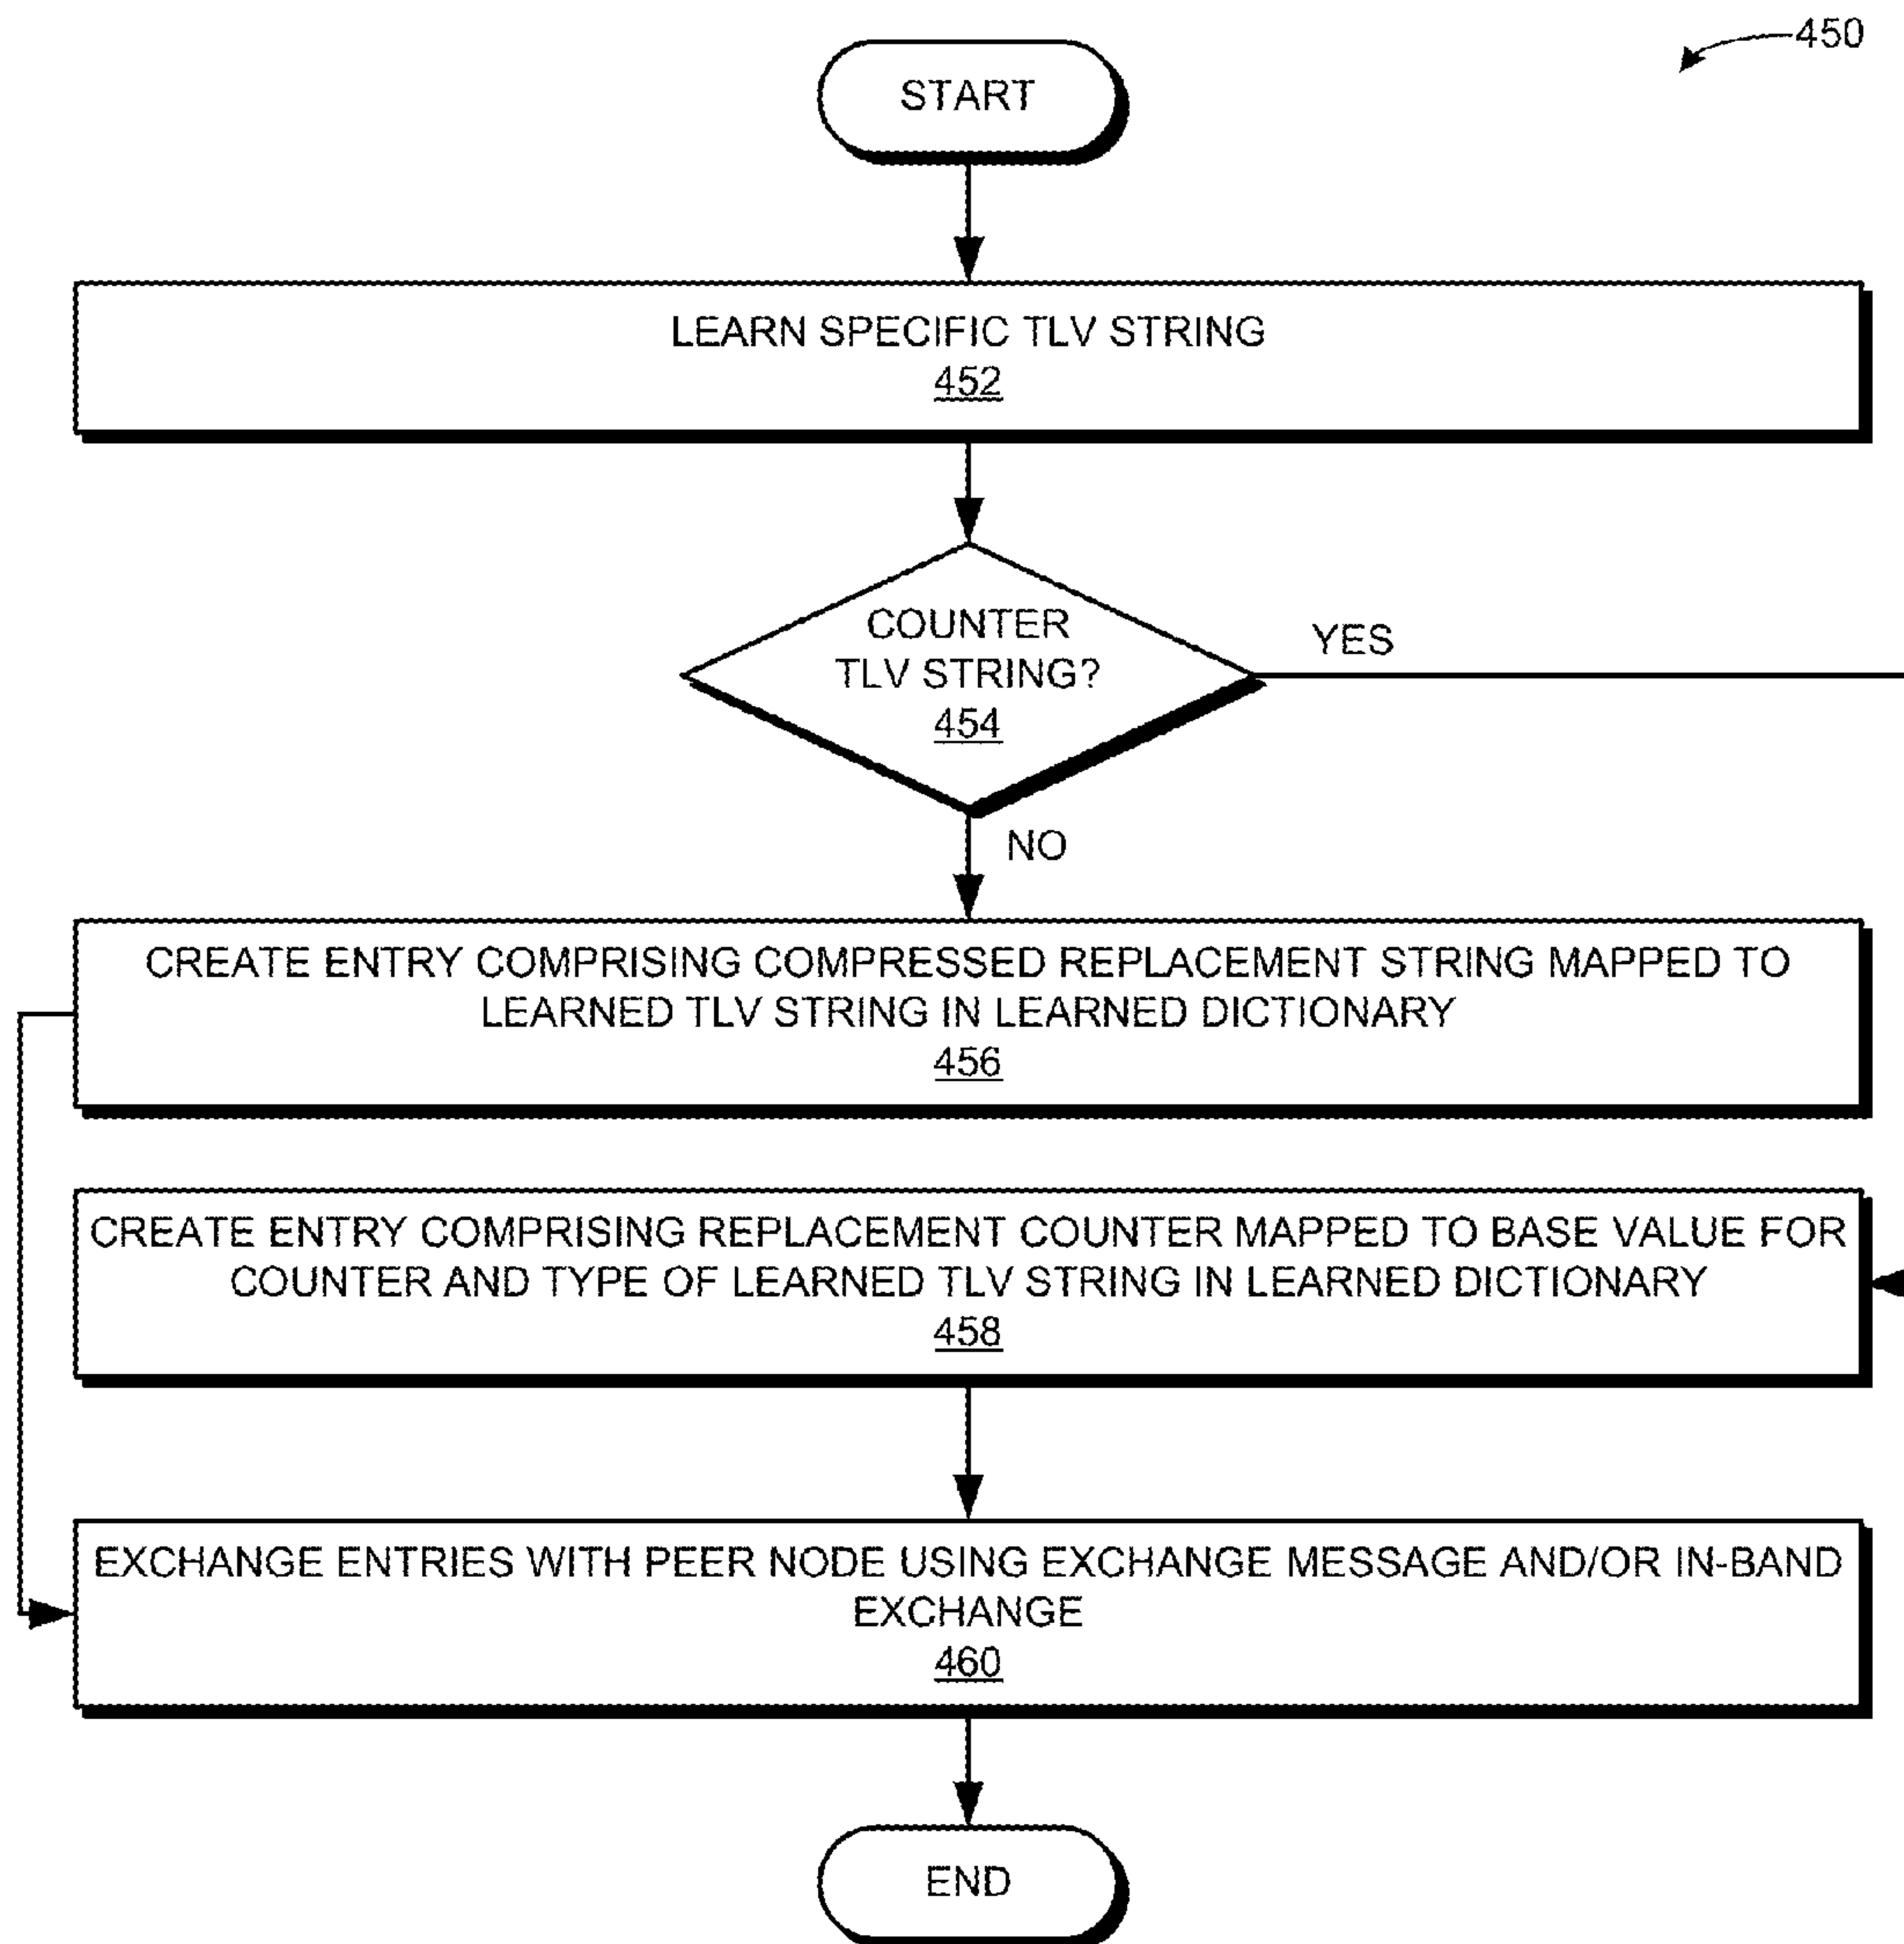 450
START
LEARN SPECIFIC TLV STRING
452
COUNTER
TLV STRING?
454
YES
NO
CREATE ENTRY COMPRISING COMPRESSED REPLACEMENT STRING MAPPED TO
LEARNED TLV STRING IN LEARNED DICTIONARY
456
CREATE ENTRY COMPRISING REPLACEMENT COUNTER MAPPED TO BASE VALUE FOR
COUNTER AND TYPE OF LEARNED TLV STRING IN LEARNED DICTIONARY
458
EXCHANGE ENTRIES WITH PEER NODE USING EXCHANGE MESSAGE AND/OR IN-BAND
EXCHANGE
460
END